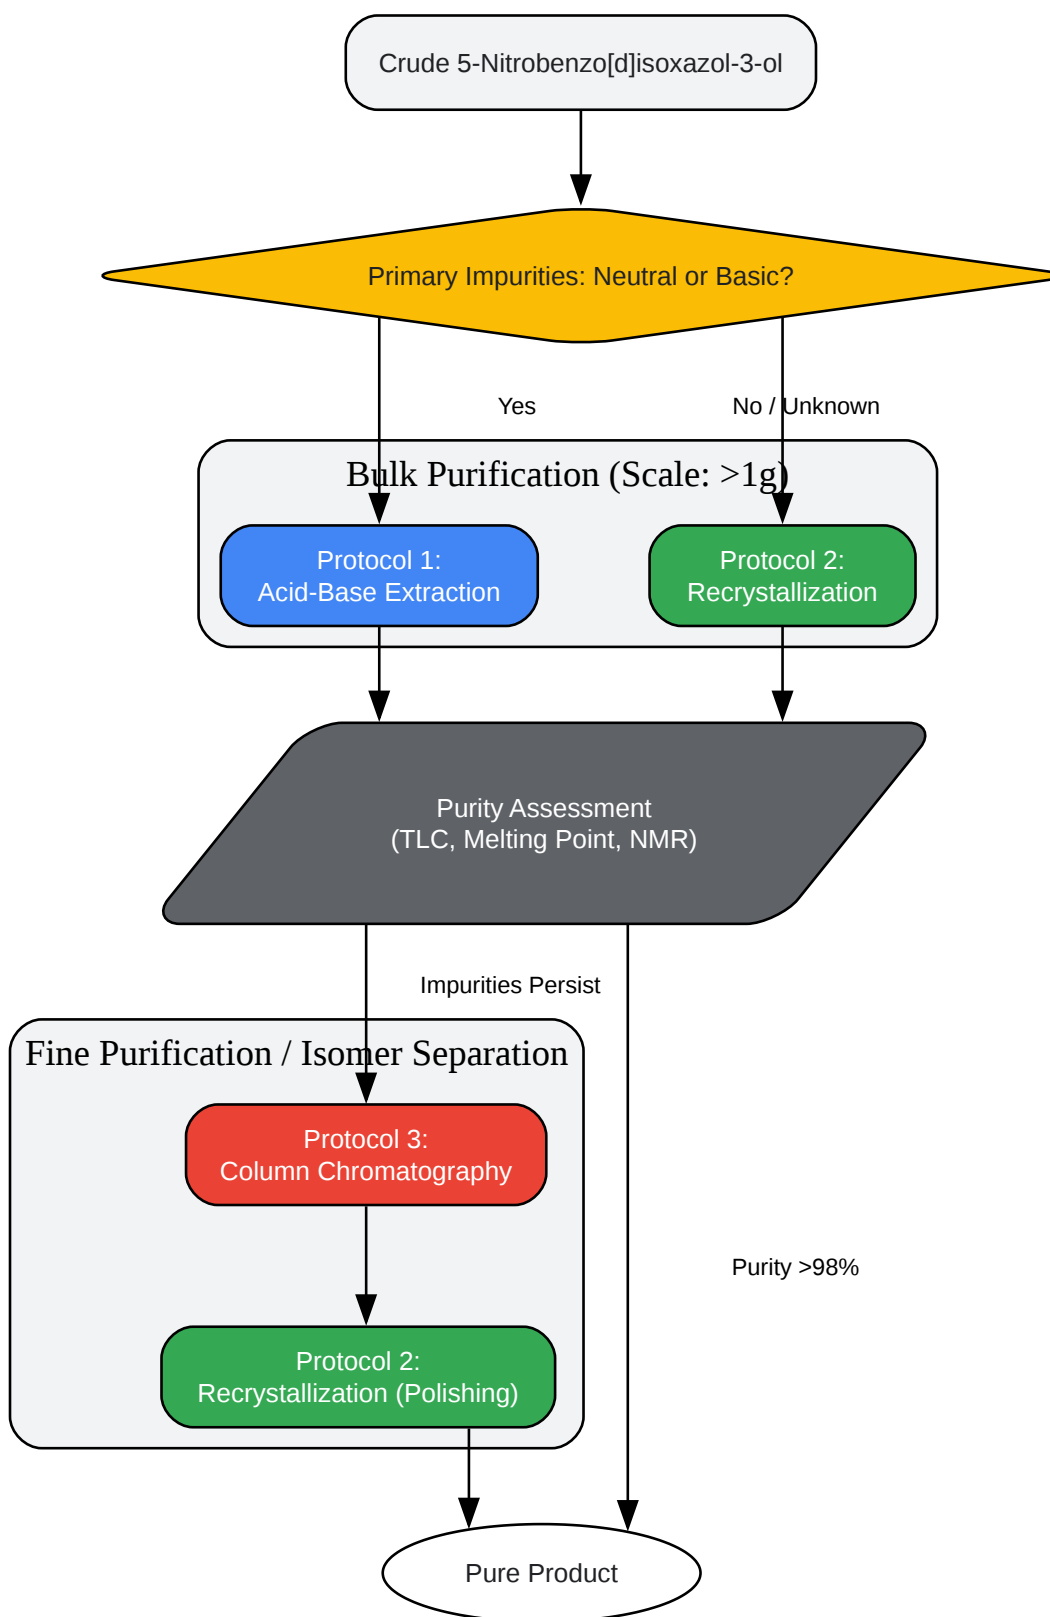 Crude 5-Nitrobenzo[d]isoxazol-3-ol
Primary Impurities: Neutral or Basic?
Yes
No / Unknown
Bulk Purification (Scale: >1g)
Protocol 1:
Acid-Base Extraction
Protocol 2:
Recrystallization
Purity Assessment
(TLC, Melting Point, NMR)
Impurities Persist
Fine Purification / Isomer Separation
Protocol 3:
Column Chromatography
Purity >98%
Protocol 2:
Recrystallization (Polishing)
Pure Product